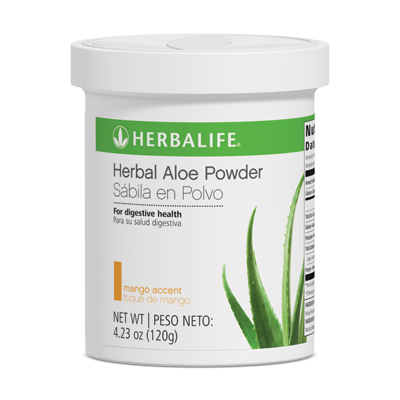 HERBALIFE
Herbal Aloe Powder
Sábila en Polvo
For digestive health
Para su salud digestiva
mango accent
toque de mango
NET WT | PESO NETO:
4.23 oz (120g)